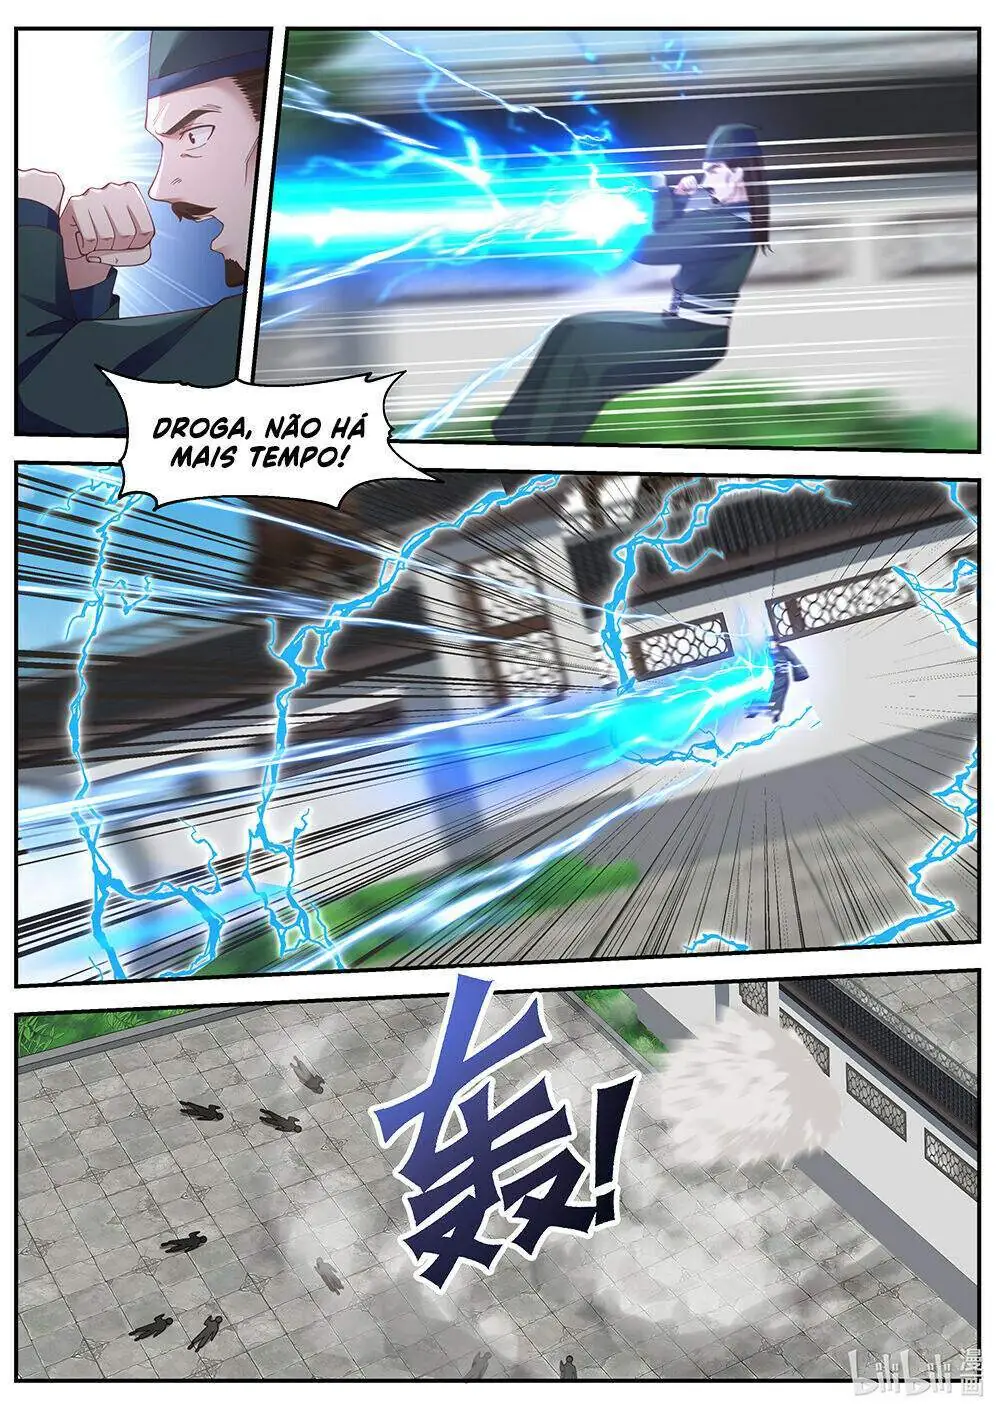 DROGA, NÃO HÁ
MAIS TEMPO!
轰!
bilibili
漫画